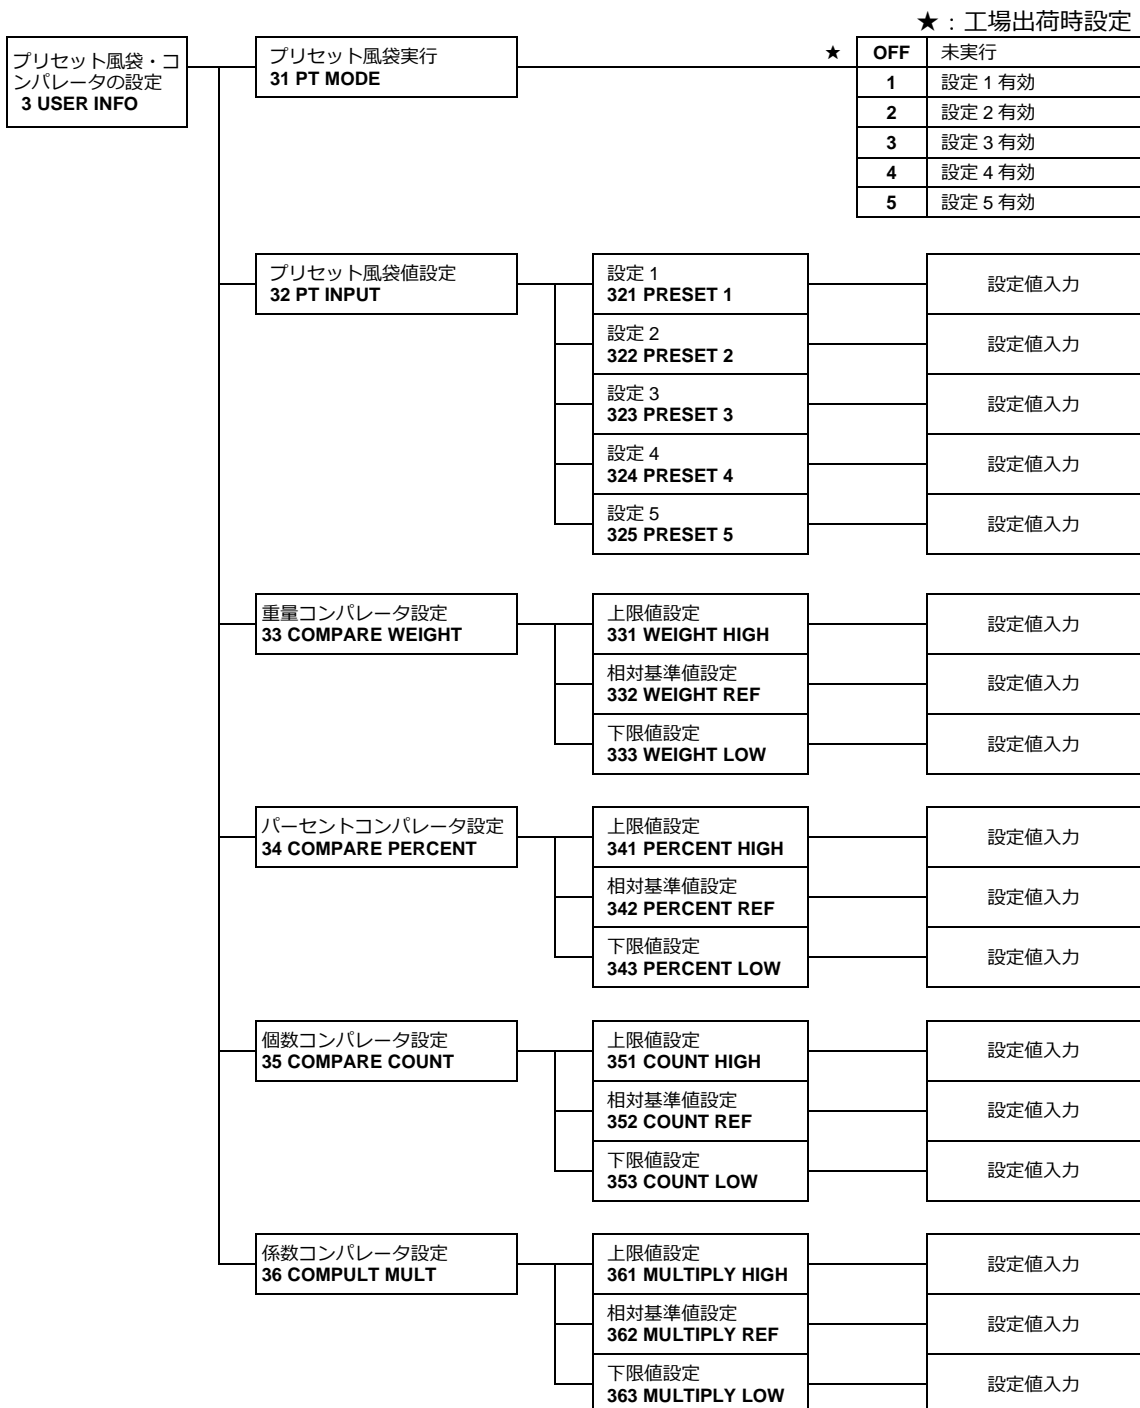 ★：工場出荷時設定
プリセット風袋・コ
ンパレータの設定
3 USER INFO
プリセット風袋実行
31 PT MODE
★ OFF 未実行
1 設定 1 有効
2 設定 2 有効
3 設定 3 有効
4 設定 4 有効
5 設定 5 有効
プリセット風袋値設定
32 PT INPUT
設定 1
321 PRESET 1
設定値入力
設定 2
322 PRESET 2
設定値入力
設定 3
323 PRESET 3
設定値入力
設定 4
324 PRESET 4
設定値入力
設定 5
325 PRESET 5
設定値入力
重量コンパレータ設定
33 COMPARE WEIGHT
上限値設定
331 WEIGHT HIGH
設定値入力
相対基準値設定
332 WEIGHT REF
設定値入力
下限値設定
333 WEIGHT LOW
設定値入力
パーセントコンパレータ設定
34 COMPARE PERCENT
上限値設定
341 PERCENT HIGH
設定値入力
相対基準値設定
342 PERCENT REF
設定値入力
下限値設定
343 PERCENT LOW
設定値入力
個数コンパレータ設定
35 COMPARE COUNT
上限値設定
351 COUNT HIGH
設定値入力
相対基準値設定
352 COUNT REF
設定値入力
下限値設定
353 COUNT LOW
設定値入力
係数コンパレータ設定
36 COMPULT MULT
上限値設定
361 MULTIPLY HIGH
設定値入力
相対基準値設定
362 MULTIPLY REF
設定値入力
下限値設定
363 MULTIPLY LOW
設定値入力